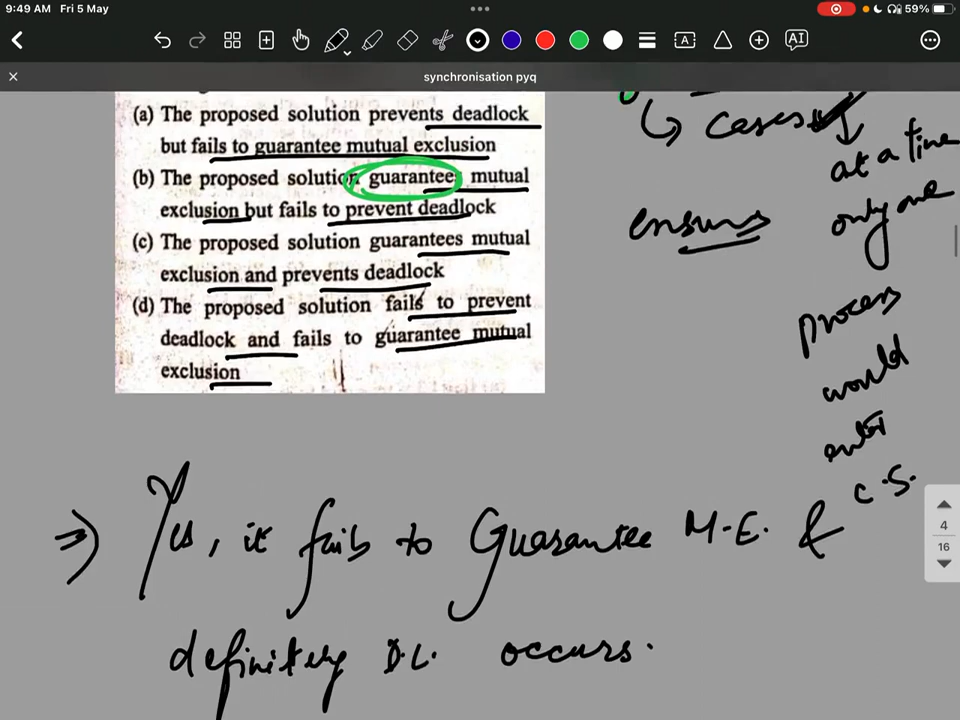 9:49 AM Fri 5 May
59%
synchronisation pyq
(a) The proposed solution prevents deadlock
but fails to guarantee mutual exclusion
(b) The proposed solution guarantees mutual
exclusion but fails to prevent deadlock
(c) The proposed solution guarantees mutual
exclusion and prevents deadlock
(d) The proposed solution fails to prevent
deadlock and fails to guarantee mutual
exclusion
cases
ensures
at a time
only one
process
would
enter
C.S.
4
16
⇒ Yes, it fails to Guarantee M.E. &
definitely D.L. occurs.